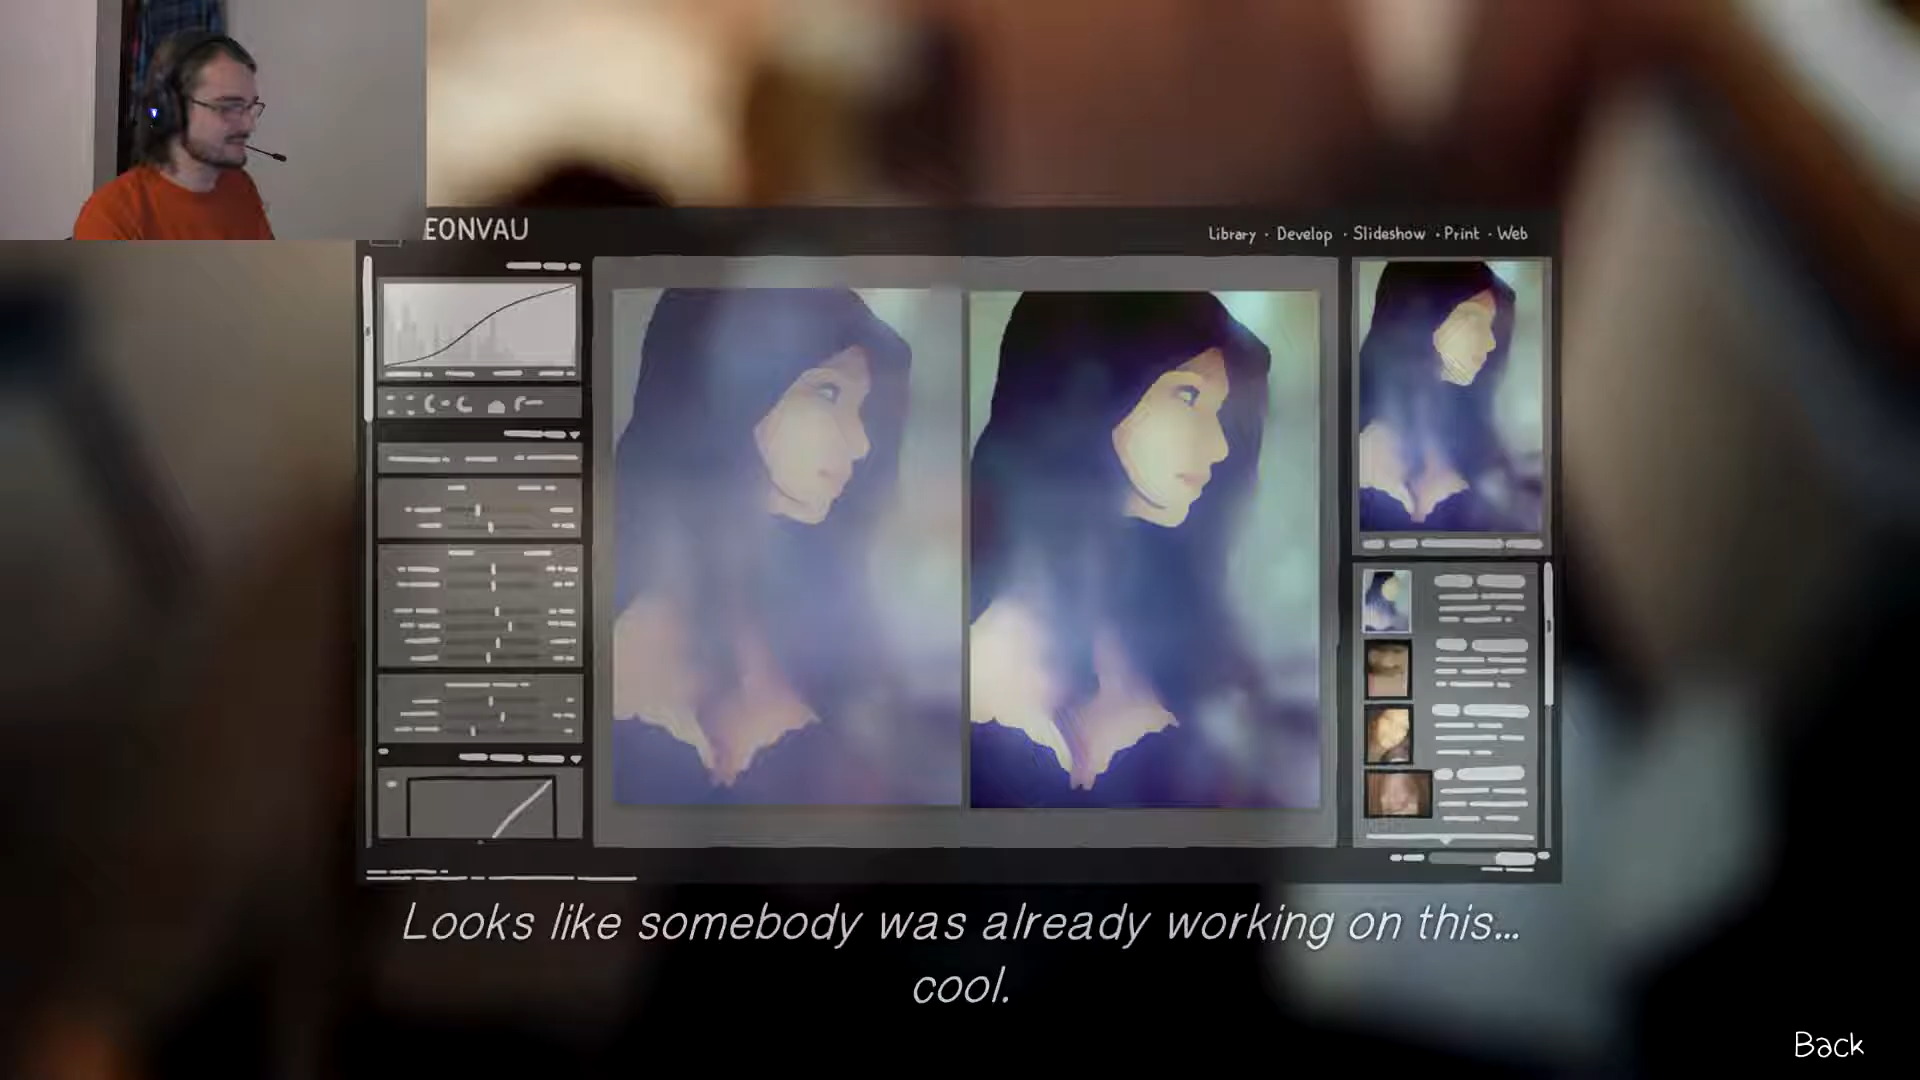 EONVAU
Library · Develop · Slideshow · Print · Web
Looks like somebody was already working on this...
cool.
Back